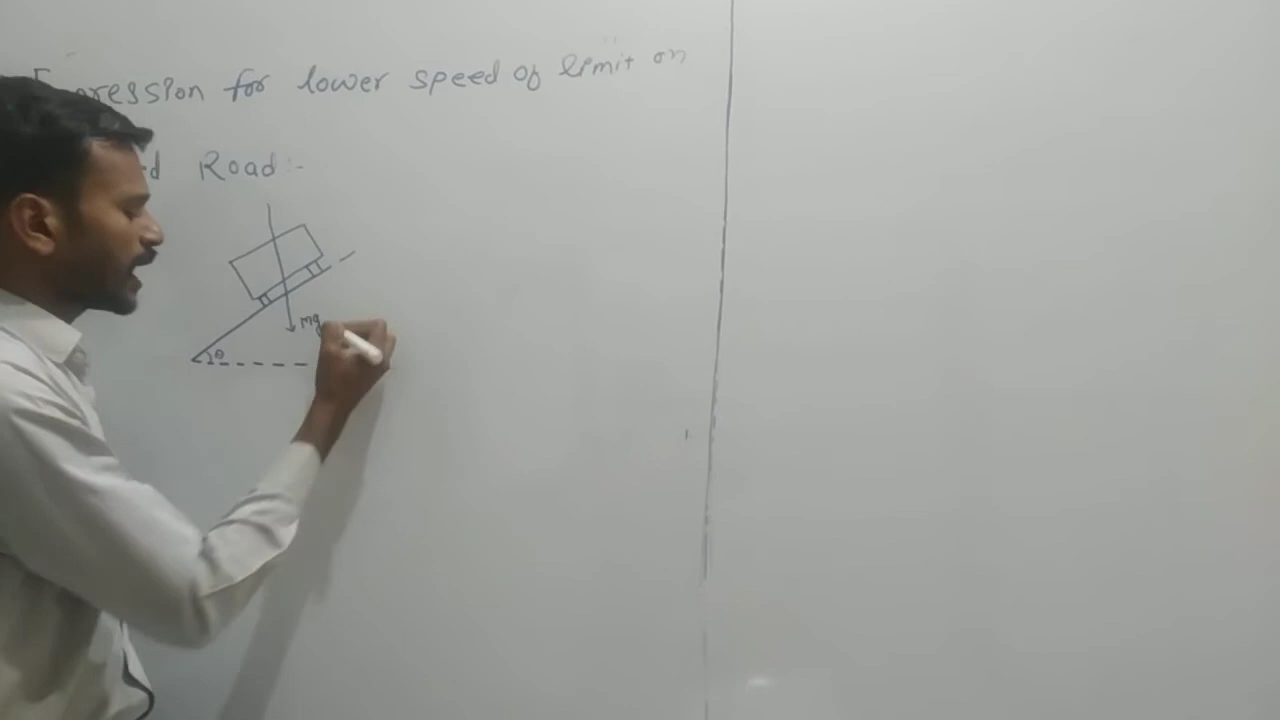 for lower speed of limit on
Road :-
mg
θ